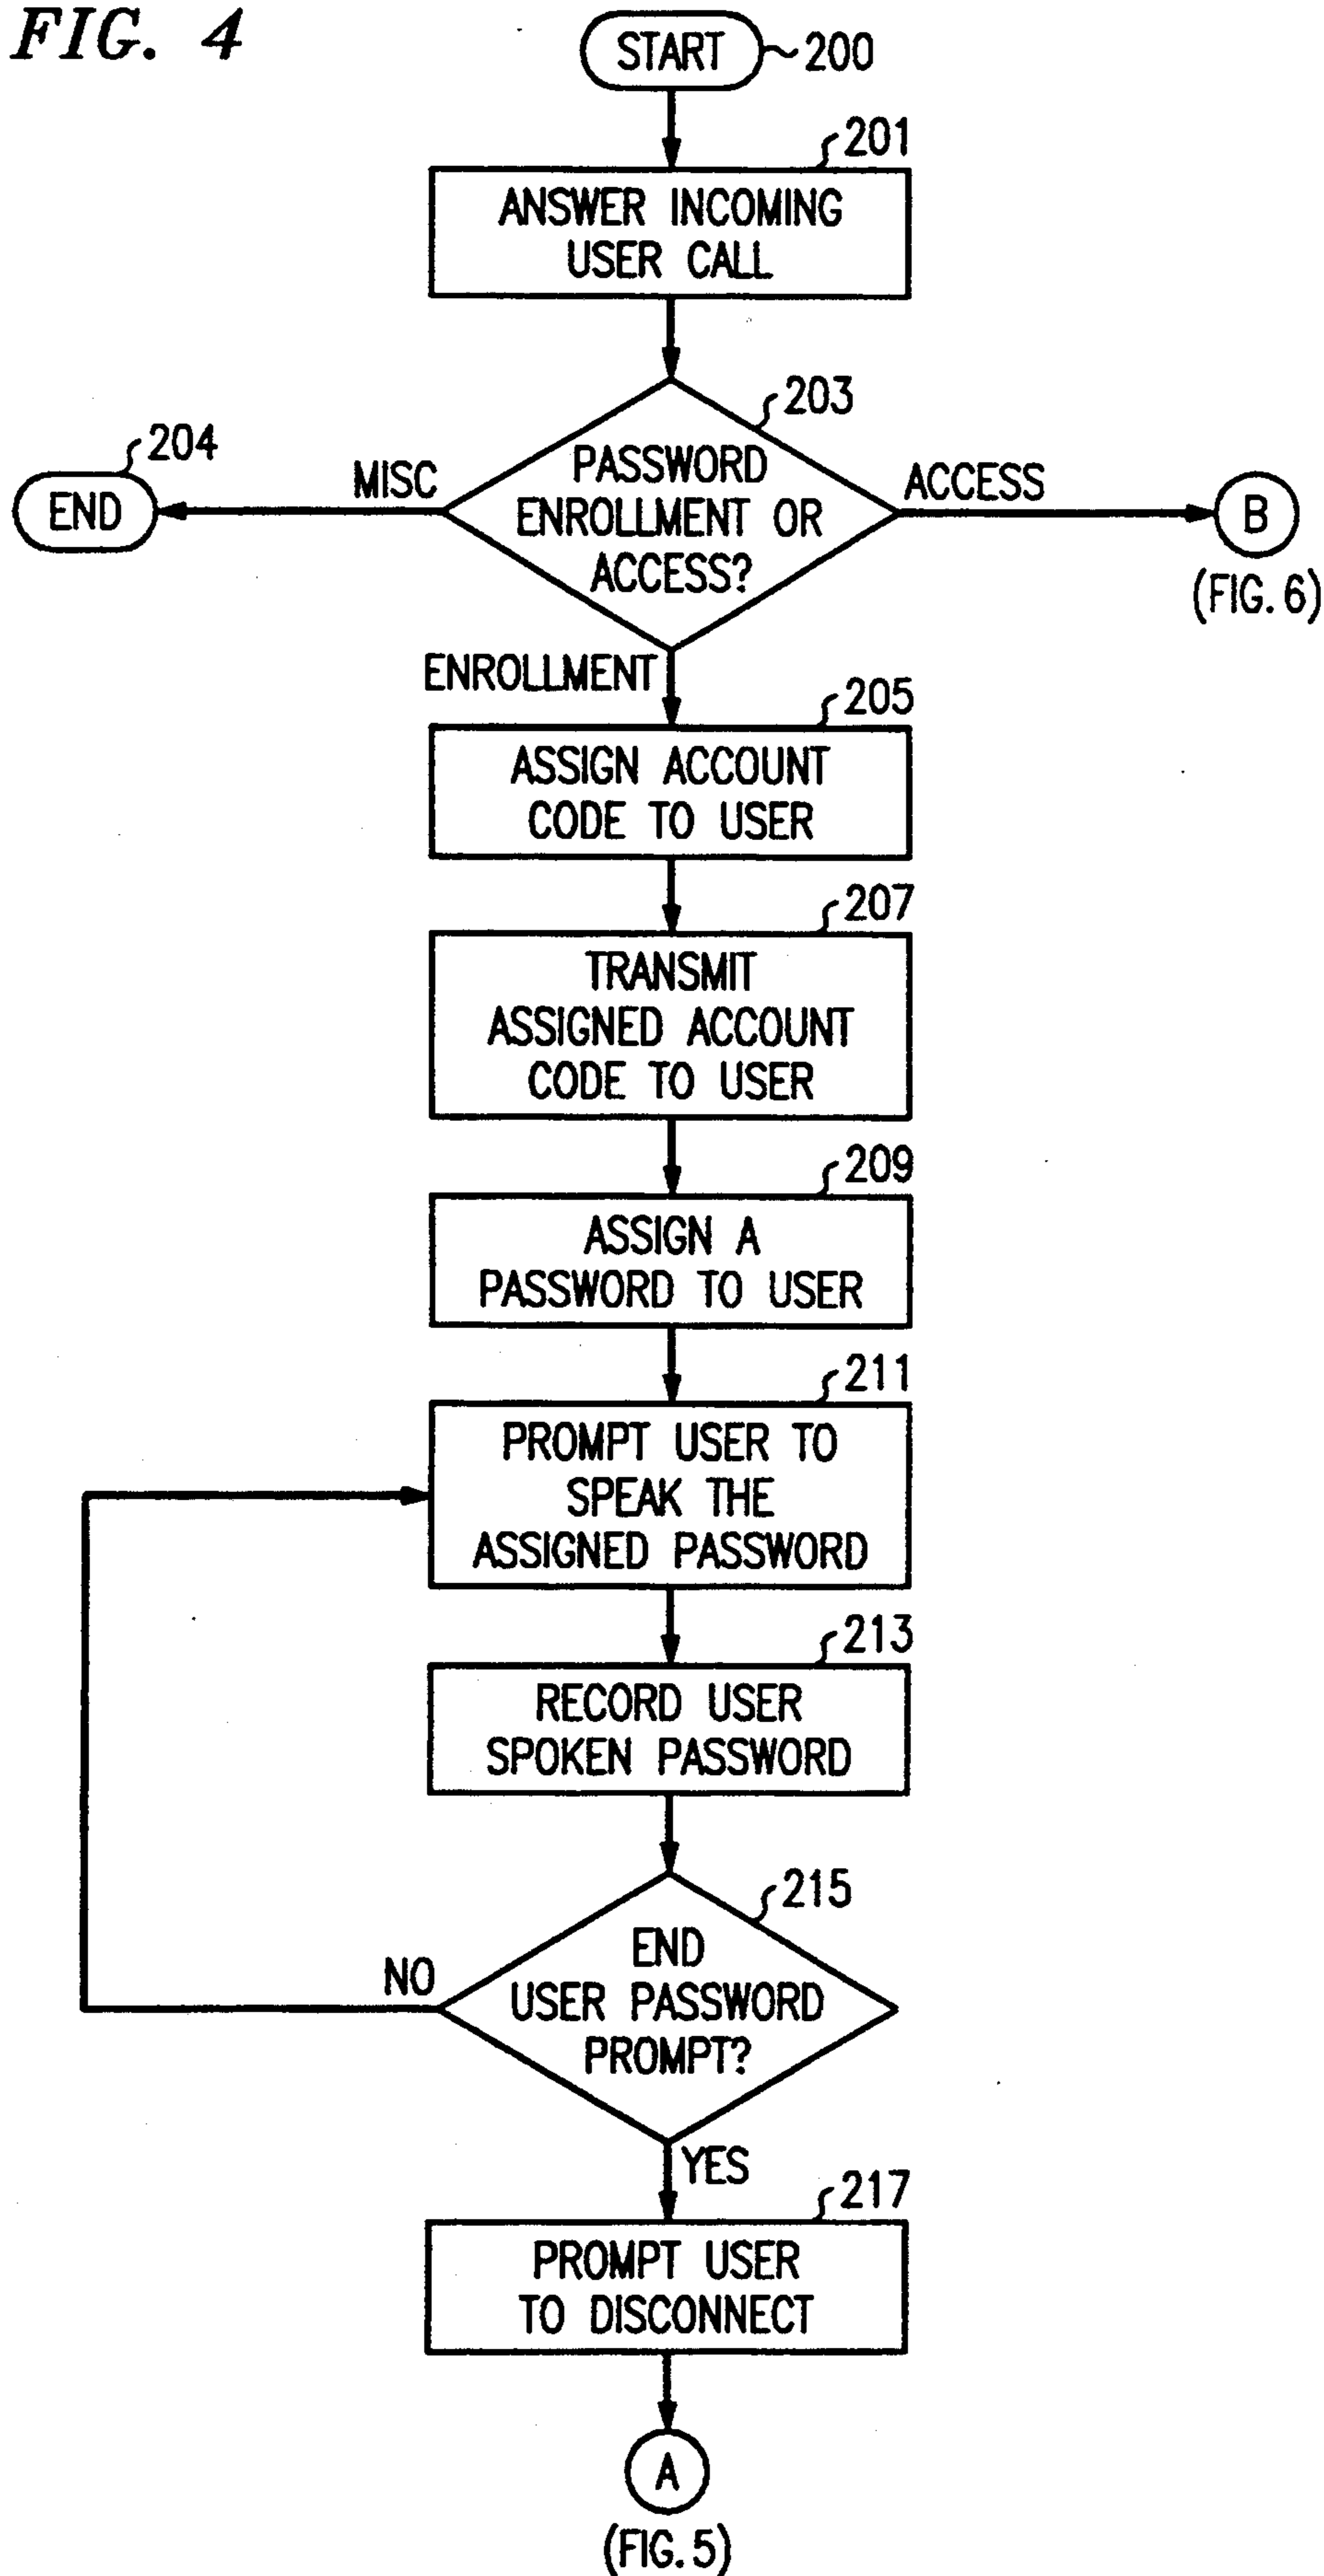 FIG. 4
START
200
201
ANSWER INCOMING
USER CALL
203
204
PASSWORD
ENROLLMENT OR
ACCESS?
MISC
END
ACCESS
B
(FIG. 6)
ENROLLMENT
205
ASSIGN ACCOUNT
CODE TO USER
207
TRANSMIT
ASSIGNED ACCOUNT
CODE TO USER
209
ASSIGN A
PASSWORD TO USER
211
PROMPT USER TO
SPEAK THE
ASSIGNED PASSWORD
213
RECORD USER
SPOKEN PASSWORD
215
END
USER PASSWORD
PROMPT?
NO
YES
217
PROMPT USER
TO DISCONNECT
A
(FIG. 5)